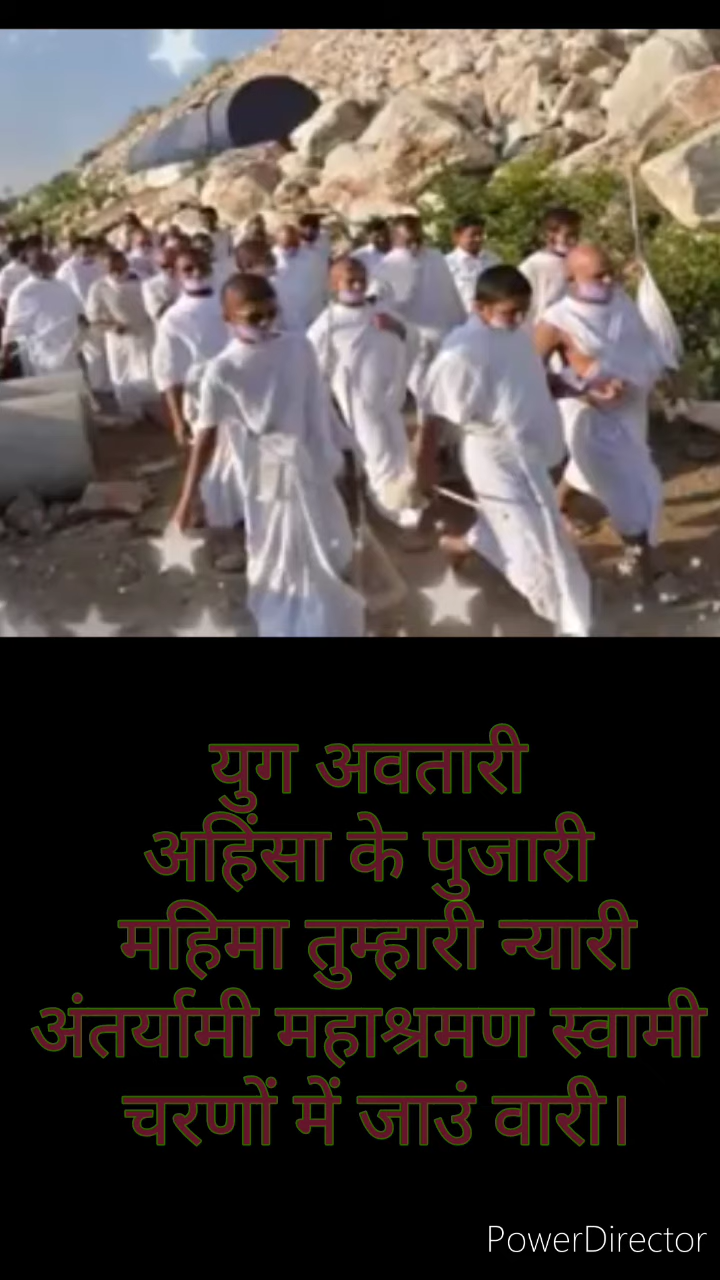 युग अवतारी
अहिंसा के पुजारी
महिमा तुम्हारी न्यारी
अंतर्यामी महाश्रमण स्वामी
चरणों में जाउं वारी।
PowerDirector